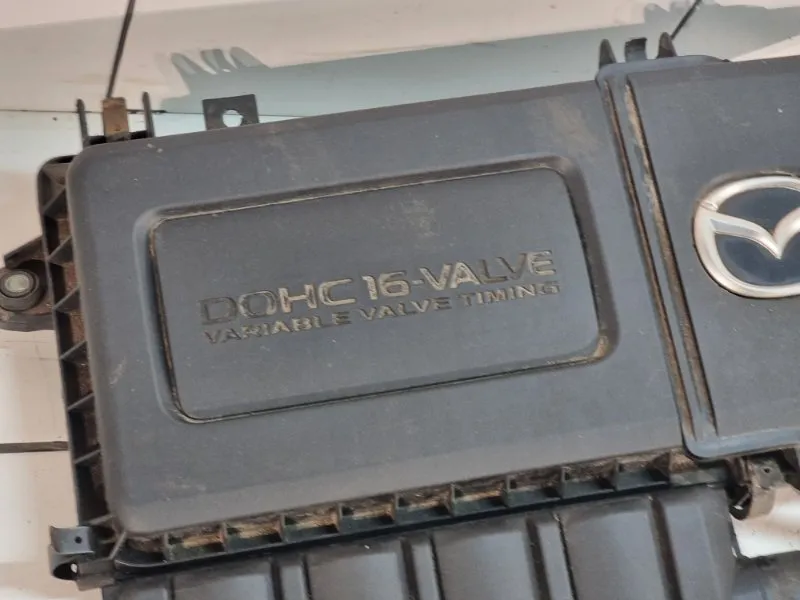 DOHC 16-VALVE
VARIABLE VALVE TIMING